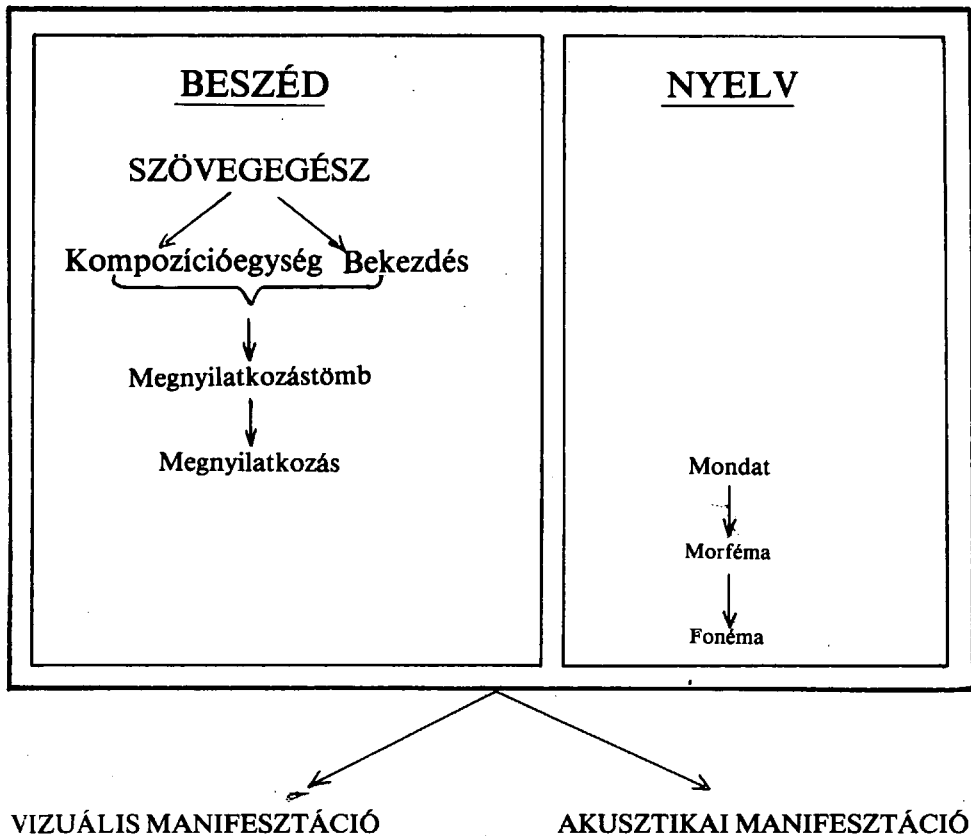 BESZÉD
SZÖVEGEGÉSZ
Kompozícióegység Bekezdés
Megnyilatkozástömb
Megnyilatkozás
NYELV
Mondat
Morféma
Fonéma
VIZUÁLIS MANIFESZTÁCIÓ
AKUSZTIKAI MANIFESZTÁCIÓ